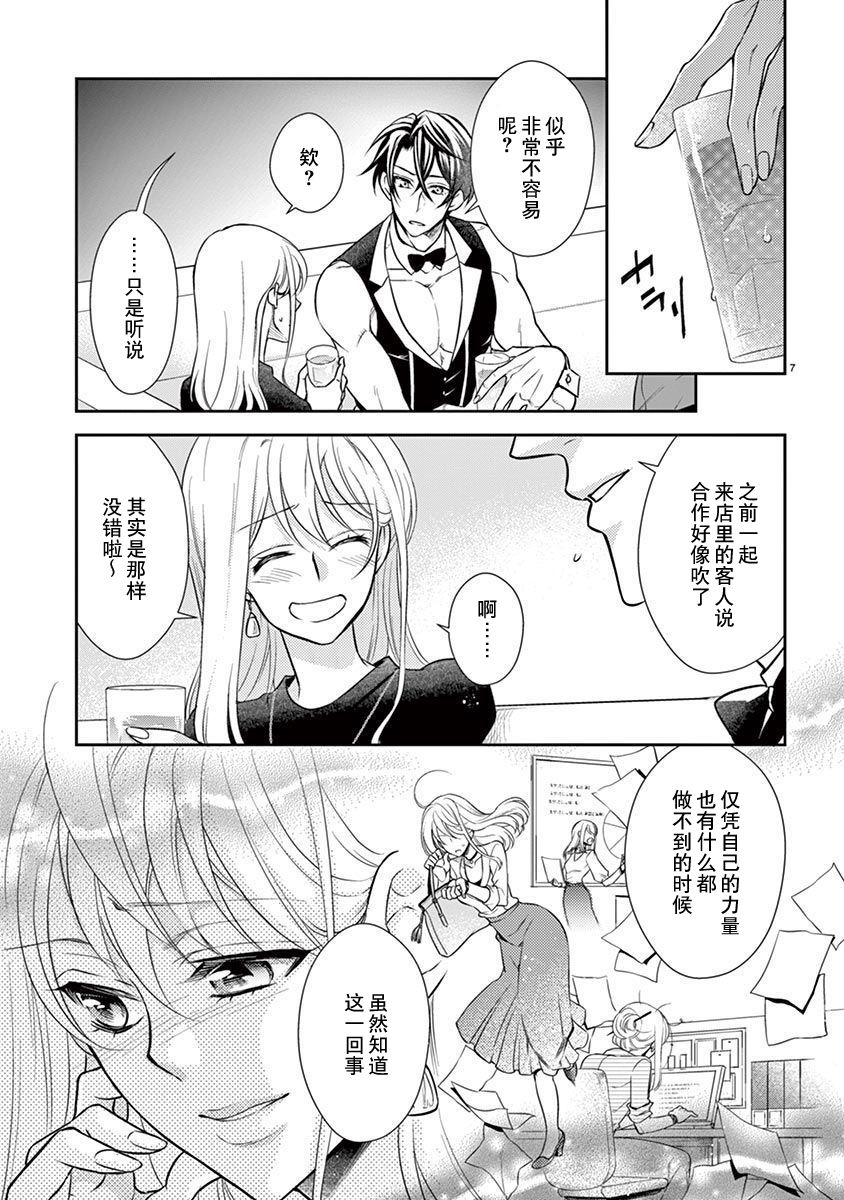 カラン
7
似乎
非常不容易
呢？
欸？
……只是听说
之前一起
来店里的客人说
合作好像吹了
啊
……
其实是那样
没错啦～
仅凭自己的力量
也有什么都
做不到的时候
虽然知道
这一回事